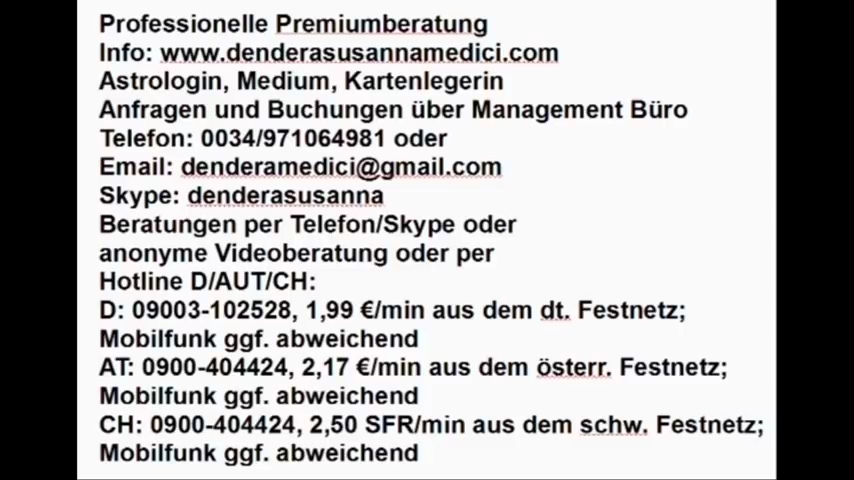 Professionelle Premiumberatung
Info: www.denderasusannamedici.com
Astrologin, Medium, Kartenlegerin
Anfragen und Buchungen über Management Büro
Telefon: 0034/971064981 oder
Email: denderamedici@gmail.com
Skype: denderasusanna
Beratungen per Telefon/Skype oder
anonyme Videoberatung oder per
Hotline D/AUT/CH:
D: 09003-102528, 1,99 €/min aus dem dt. Festnetz;
Mobilfunk ggf. abweichend
AT: 0900-404424, 2,17 €/min aus dem österr. Festnetz;
Mobilfunk ggf. abweichend
CH: 0900-404424, 2,50 SFR/min aus dem schw. Festnetz;
Mobilfunk ggf. abweichend